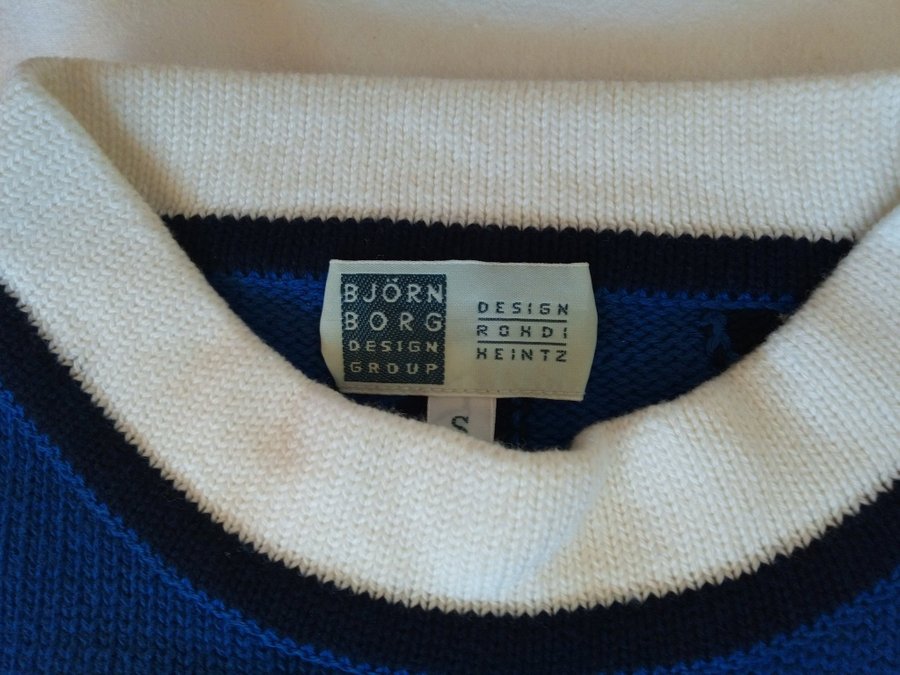 BJÖRN
BORG
DESIGN
GROUP
DESIGN
ROHDI
HEINTZ
S